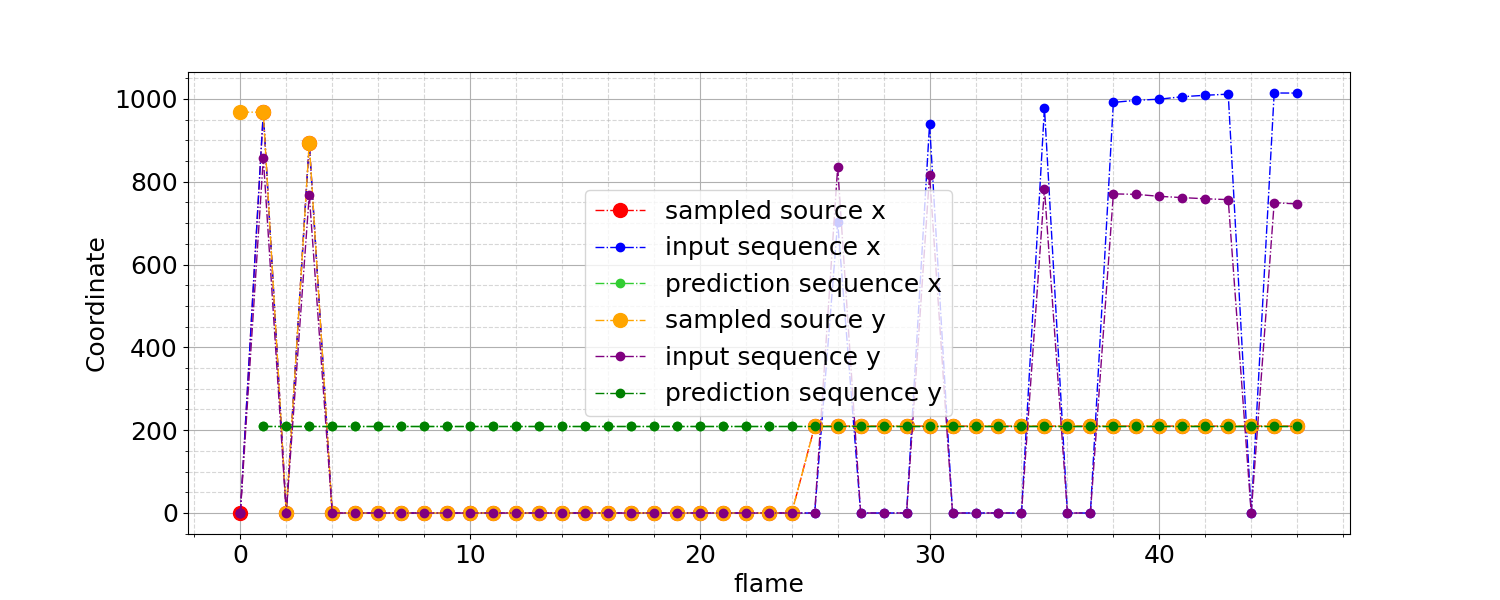 1000
800
600
400
200
0
Coordinate
sampled source x
input sequence x
prediction sequence x
sampled source y
input sequence y
prediction sequence y
0 10 20 30 40
flame